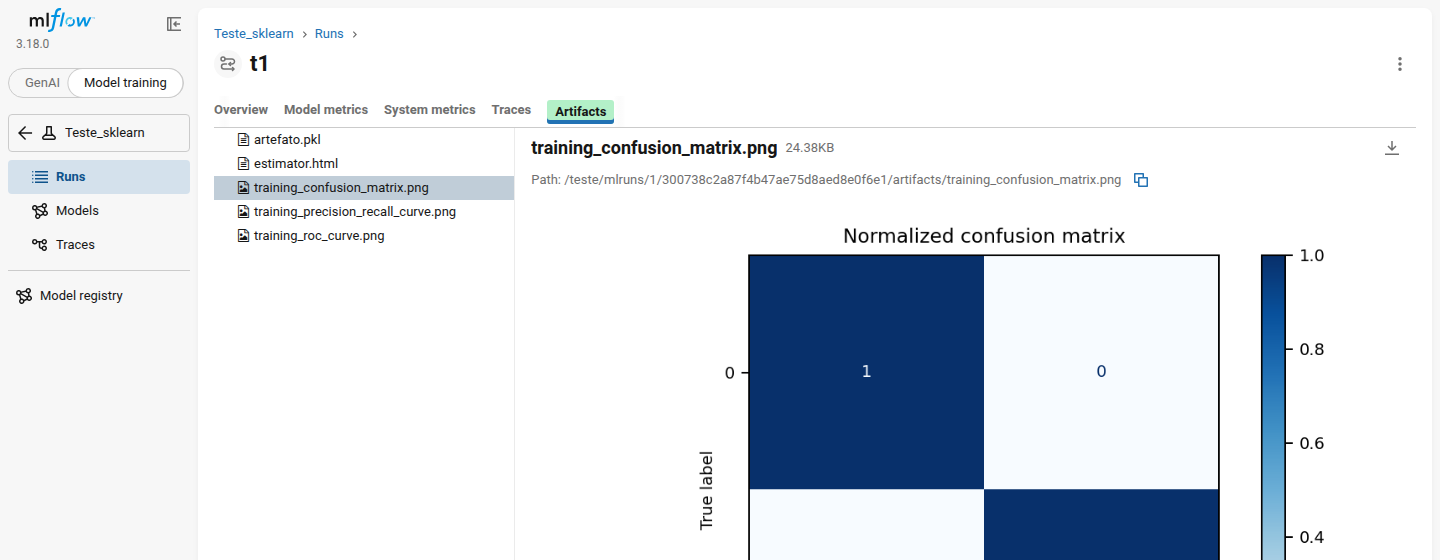 mlflow
3.18.0
GenAI Model training
Teste_sklearn
Runs
Models
Traces
Model registry
Teste_sklearn > Runs >
t1
Overview Model metrics System metrics Traces Artifacts
artefato.pkl
estimator.html
training_confusion_matrix.png
training_precision_recall_curve.png
training_roc_curve.png
training_confusion_matrix.png 24.38KB
Path: /teste/mlruns/1/300738c2a87f4b47ae75d8aed8e0f6e1/artifacts/training_confusion_matrix.png
Normalized confusion matrix
1.0
0.8
0 1 0
0.6
True label
0.4